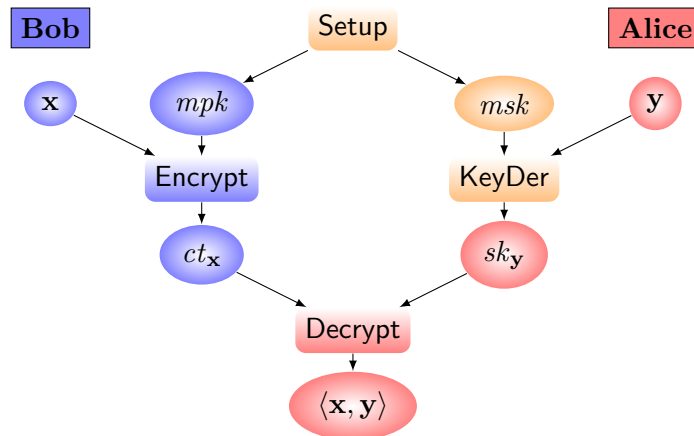 Bob
Setup
Alice
x
mpk
msk
y
Encrypt
KeyDer
ct_x
sk_y
Decrypt
⟨x, y⟩